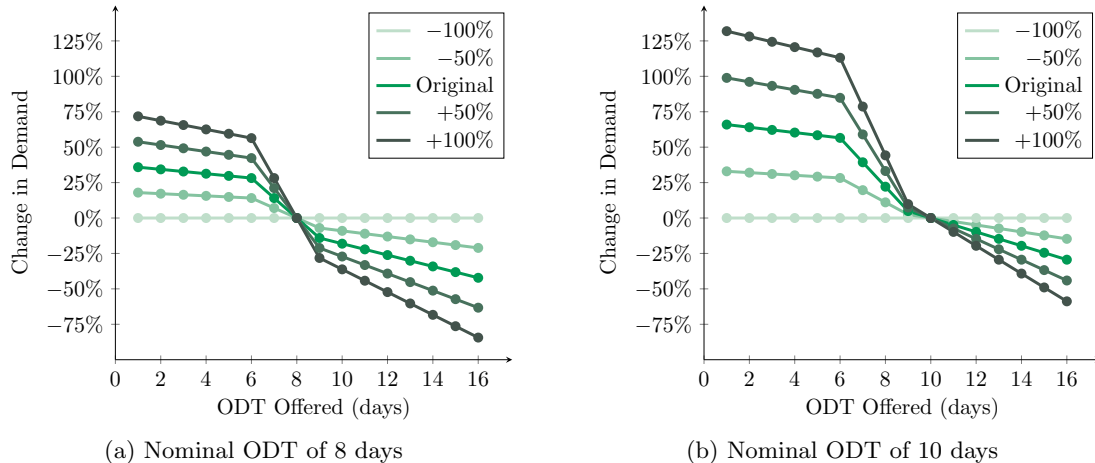 Change in Demand
125%
100%
75%
50%
25%
0%
−25%
−50%
−75%
0 2 4 6 8 10 12 14 16
ODT Offered (days)
−100%
−50%
Original
+50%
+100%
(a) Nominal ODT of 8 days
Change in Demand
125%
100%
75%
50%
25%
0%
−25%
−50%
−75%
0 2 4 6 8 10 12 14 16
ODT Offered (days)
−100%
−50%
Original
+50%
+100%
(b) Nominal ODT of 10 days